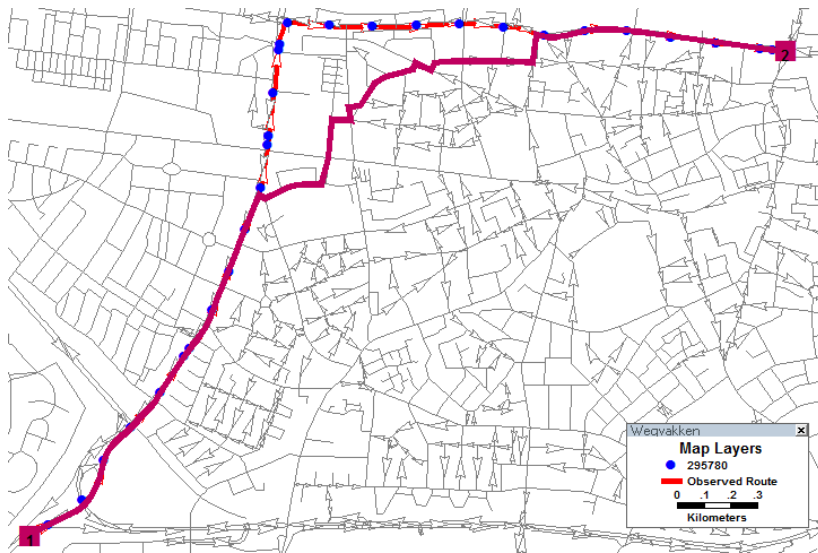 2
1
Wegvakken
Map Layers
295780
Observed Route
0 .1 .2 .3
Kilometers